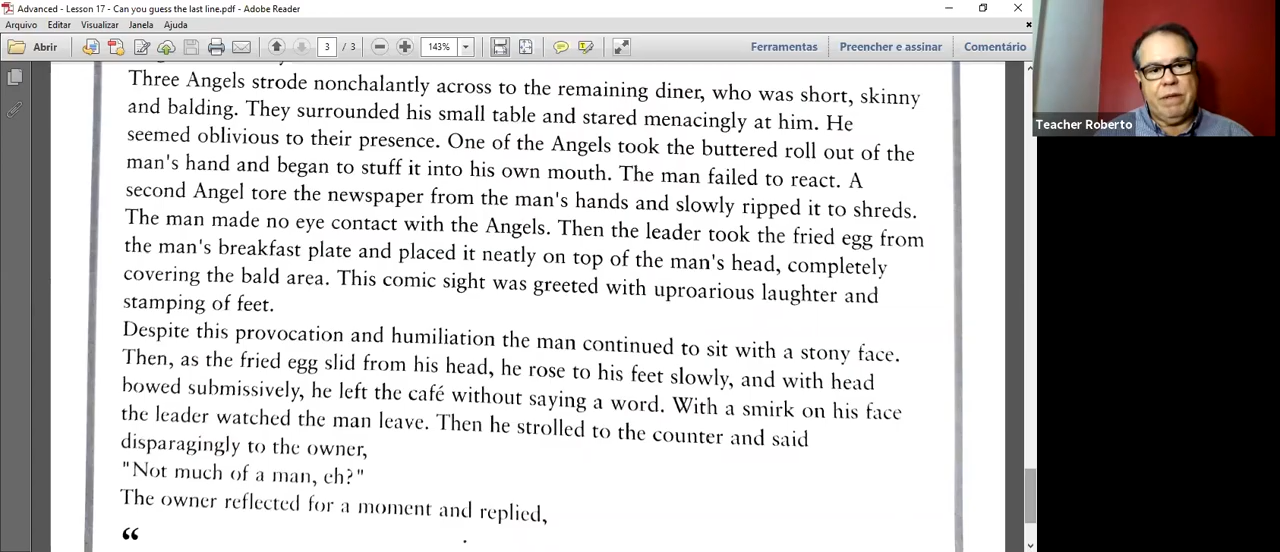 Advanced - Lesson 17 - Can you guess the last line.pdf - Adobe Reader
Arquivo Editar Visualizar Janela Ajuda
Abrir 3 / 3 143% Ferramentas Preencher e assinar Comentário
Three Angels strode nonchalantly across to the remaining diner, who was short, skinny
and balding. They surrounded his small table and stared menacingly at him. He
seemed oblivious to their presence. One of the Angels took the buttered roll out of the
man's hand and began to stuff it into his own mouth. The man failed to react. A
second Angel tore the newspaper from the man's hands and slowly ripped it to shreds.
The man made no eye contact with the Angels. Then the leader took the fried egg from
the man's breakfast plate and placed it neatly on top of the man's head, completely
covering the bald area. This comic sight was greeted with uproarious laughter and
stamping of feet.
Despite this provocation and humiliation the man continued to sit with a stony face.
Then, as the fried egg slid from his head, he rose to his feet slowly, and with head
bowed submissively, he left the café without saying a word. With a smirk on his face
the leader watched the man leave. Then he strolled to the counter and said
disparagingly to the owner,
"Not much of a man, eh?"
The owner reflected for a moment and replied,
“
Teacher Roberto